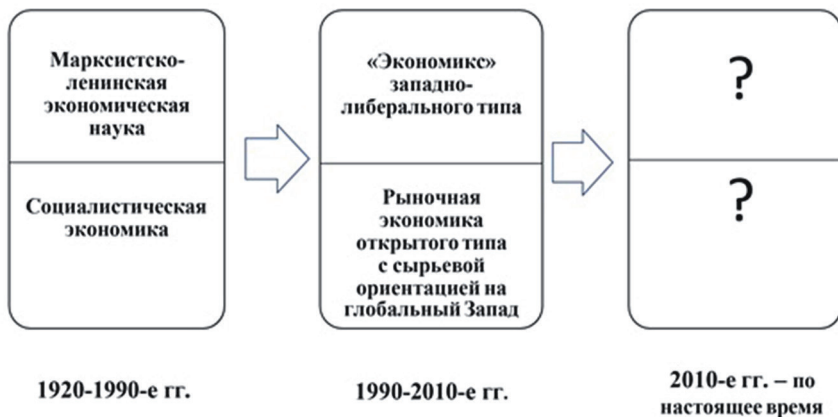 Марксистско-
ленинская
экономическая
наука
Социалистическая
экономика
1920-1990-е гг.
«Экономикс»
западно-
либерального типа
Рыночная
экономика
открытого типа
с сырьевой
ориентацией на
глобальный Запад
1990-2010-е гг.
?
?
2010-е гг. – по
настоящее время